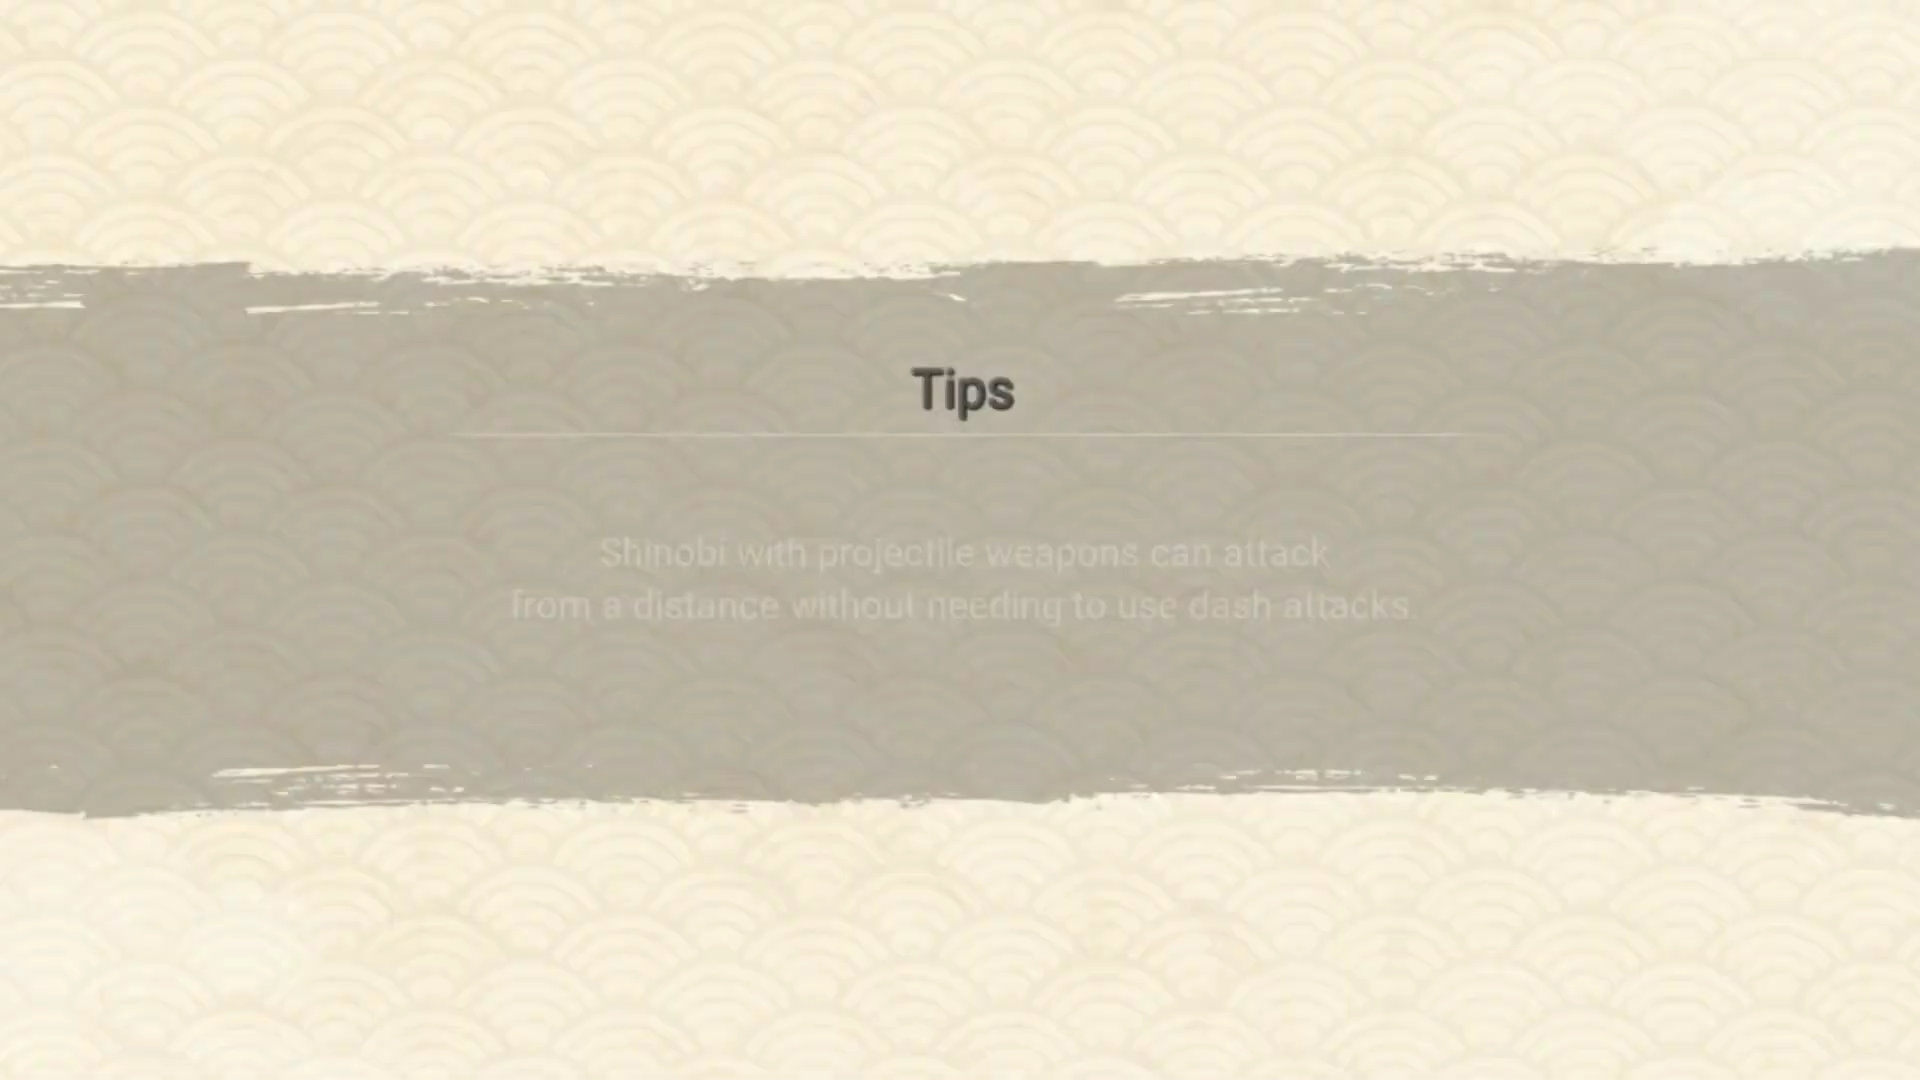 Tips
Shinobi with projectile weapons can attack
from a distance without needing to use dash attacks.